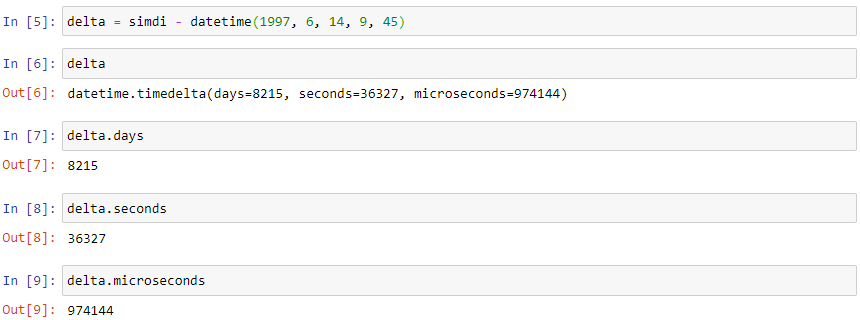 In [5]: delta = simdi - datetime(1997, 6, 14, 9, 45)
In [6]: delta
Out[6]: datetime.timedelta(days=8215, seconds=36327, microseconds=974144)
In [7]: delta.days
Out[7]: 8215
In [8]: delta.seconds
Out[8]: 36327
In [9]: delta.microseconds
Out[9]: 974144